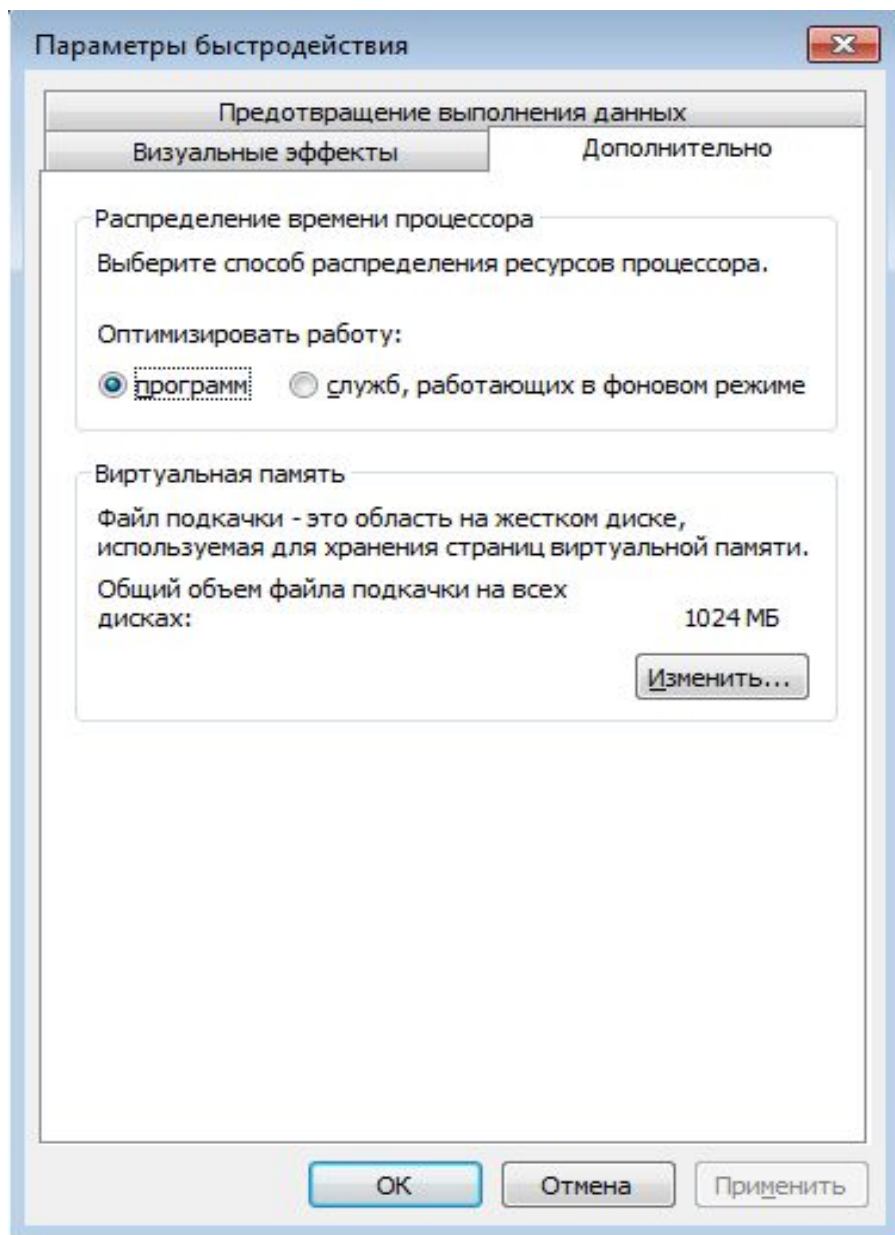 Параметры быстродействия
Предотвращение выполнения данных
Визуальные эффекты
Дополнительно
Распределение времени процессора
Выберите способ распределения ресурсов процессора.
Оптимизировать работу:
программ
служб, работающих в фоновом режиме
Виртуальная память
Файл подкачки - это область на жестком диске,
используемая для хранения страниц виртуальной памяти.
Общий объем файла подкачки на всех
дисках:
1024 МБ
Изменить...
ОК
Отмена
Применить